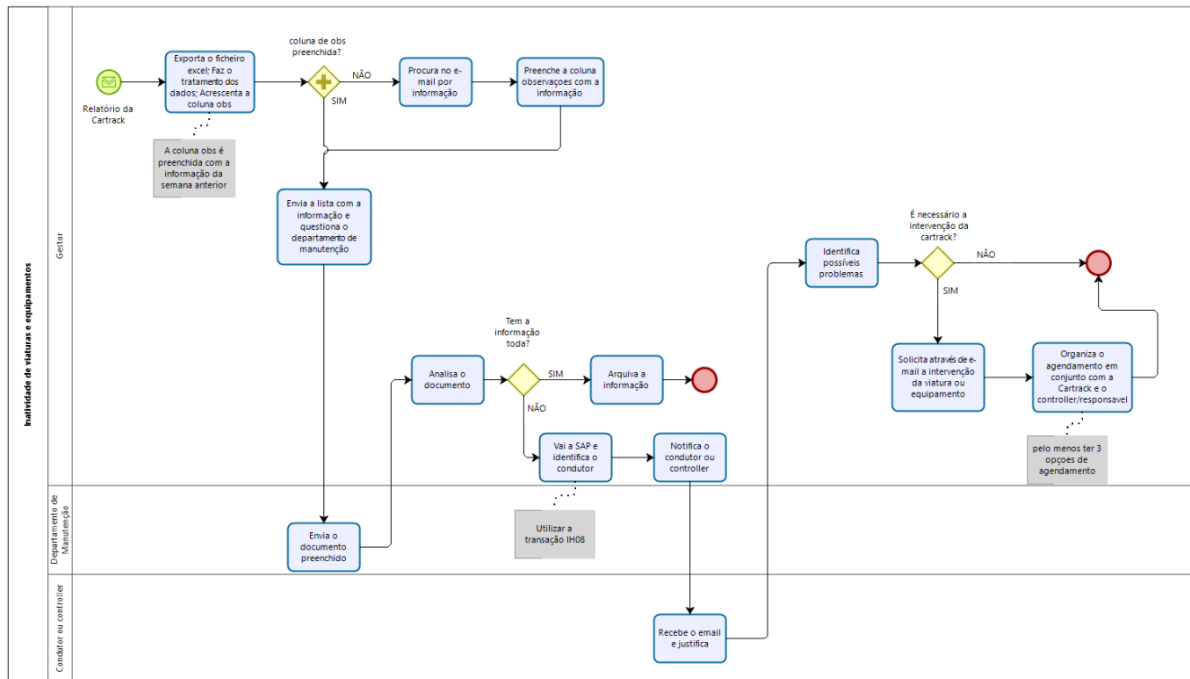 Inatividade de viaturas e equipamentos
Gestor
Relatório da
Cartrack
Exporta o ficheiro
excel; Faz o
tratamento dos
dados; Acrescenta a
coluna obs
A coluna obs é
preenchida com a
informação da
semana anterior
coluna de obs
preenchida?
NÃO
SIM
Procura no e-
mail por
informação
Preenche a coluna
observaçoes com a
informação
Envia a lista com a
informação e
questiona o
departamento de
manutenção
Analisa o
documento
Tem a
informação
toda?
SIM
NÃO
Arquiva a
informação
Vai a SAP e
identifica o
condutor
Utilizar a
transação IH08
Notifica o
condutor ou
controller
Identifica
possíveis
problemas
É necessário a
intervenção da
cartrack?
NÃO
SIM
Solicita através de e-
mail a intervenção
da viatura ou
equipamento
Organiza o
agendamento em
conjunto com a
Cartrack e o
controller/responsavel
pelo menos ter 3
opçoes de
agendamento
Departamento de
Manutenção
Envia o
documento
preenchido
Condutor ou controller
Recebe o email
e justifica